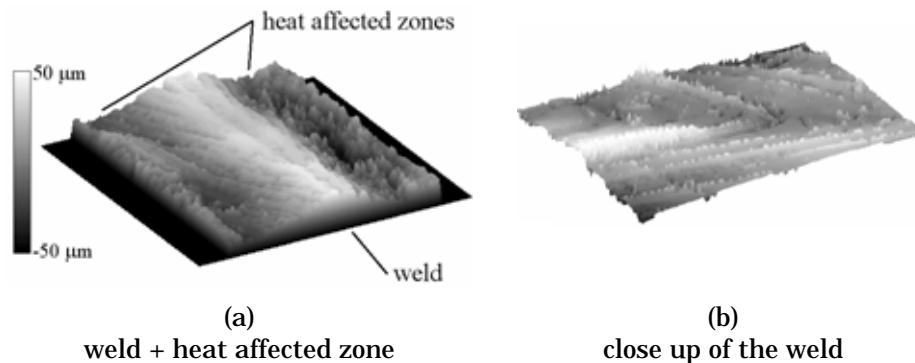 heat affected zones
50 µm
-50 µm
weld
(a)
weld + heat affected zone
(b)
close up of the weld